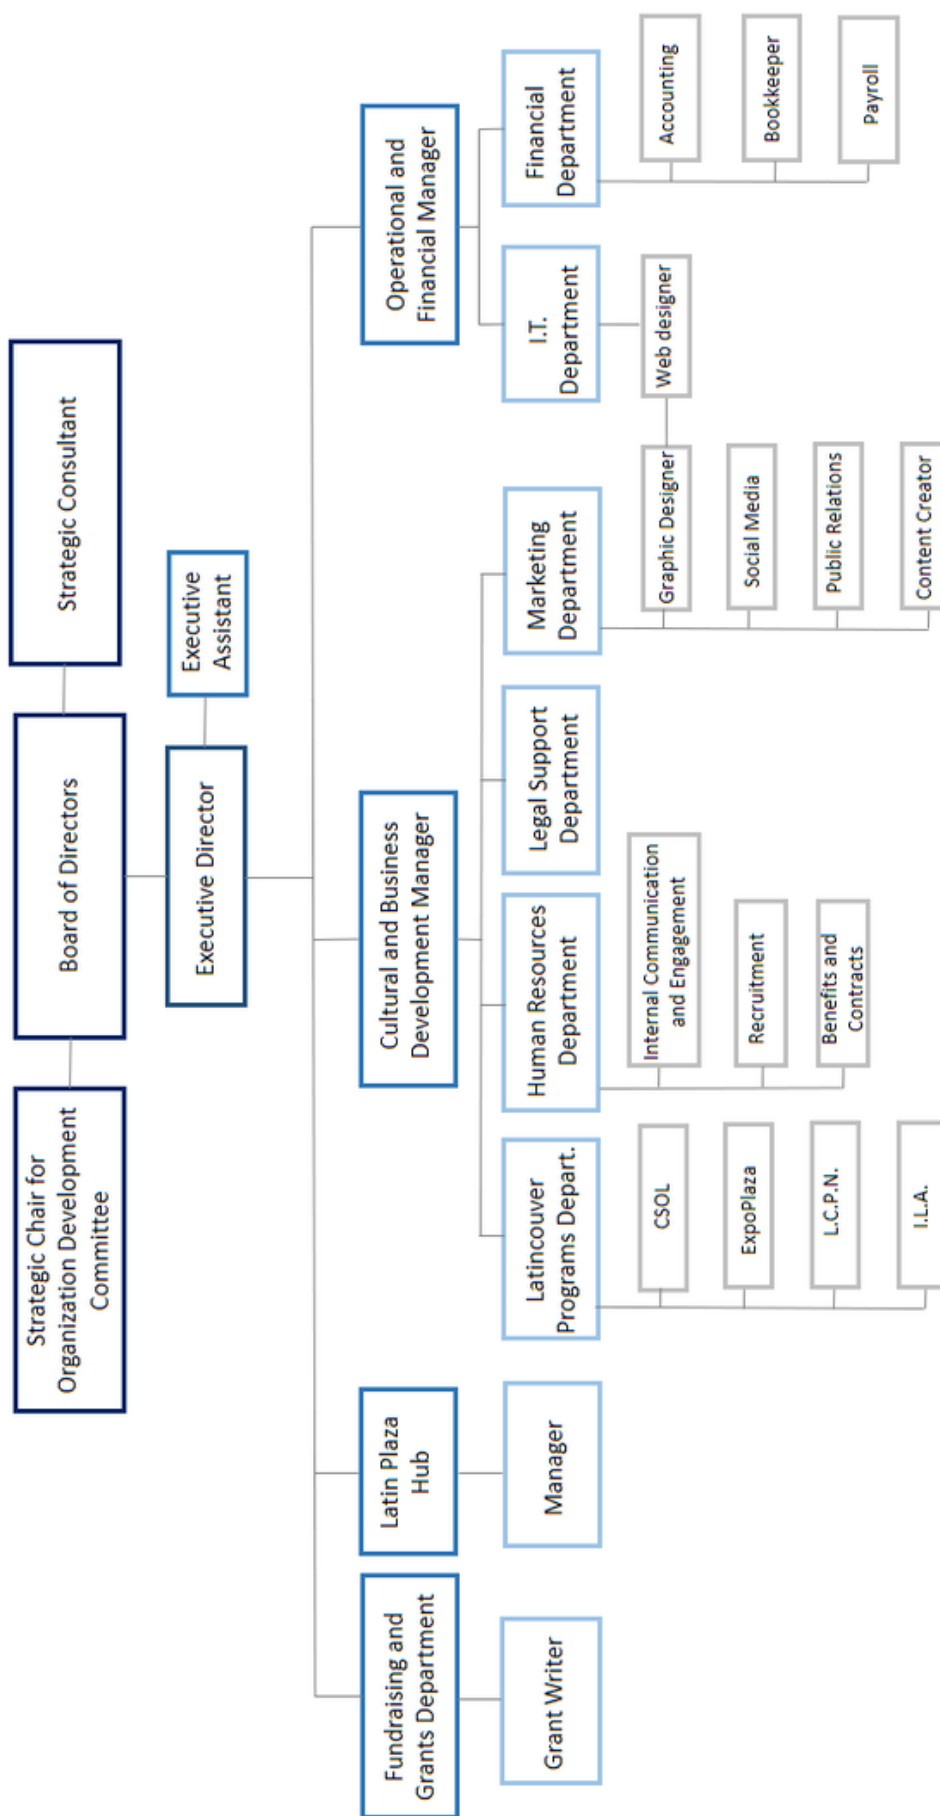 Strategic Chair for
Organization Development
Committee
Board of Directors
Strategic Consultant
Executive Director
Executive
Assistant
Fundraising and
Grants Department
Latin Plaza
Hub
Cultural and Business
Development Manager
Operational and
Financial Manager
Grant Writer
Manager
Latincouver
Programs Depart.
Human Resources
Department
Legal Support
Department
Marketing
Department
I.T.
Department
Financial
Department
CSOL
ExpoPlaza
L.C.P.N.
I.L.A.
Internal Communication
and Engagement
Recruitment
Benefits and
Contracts
Graphic Designer
Social Media
Public Relations
Content Creator
Web designer
Accounting
Bookkeeper
Payroll